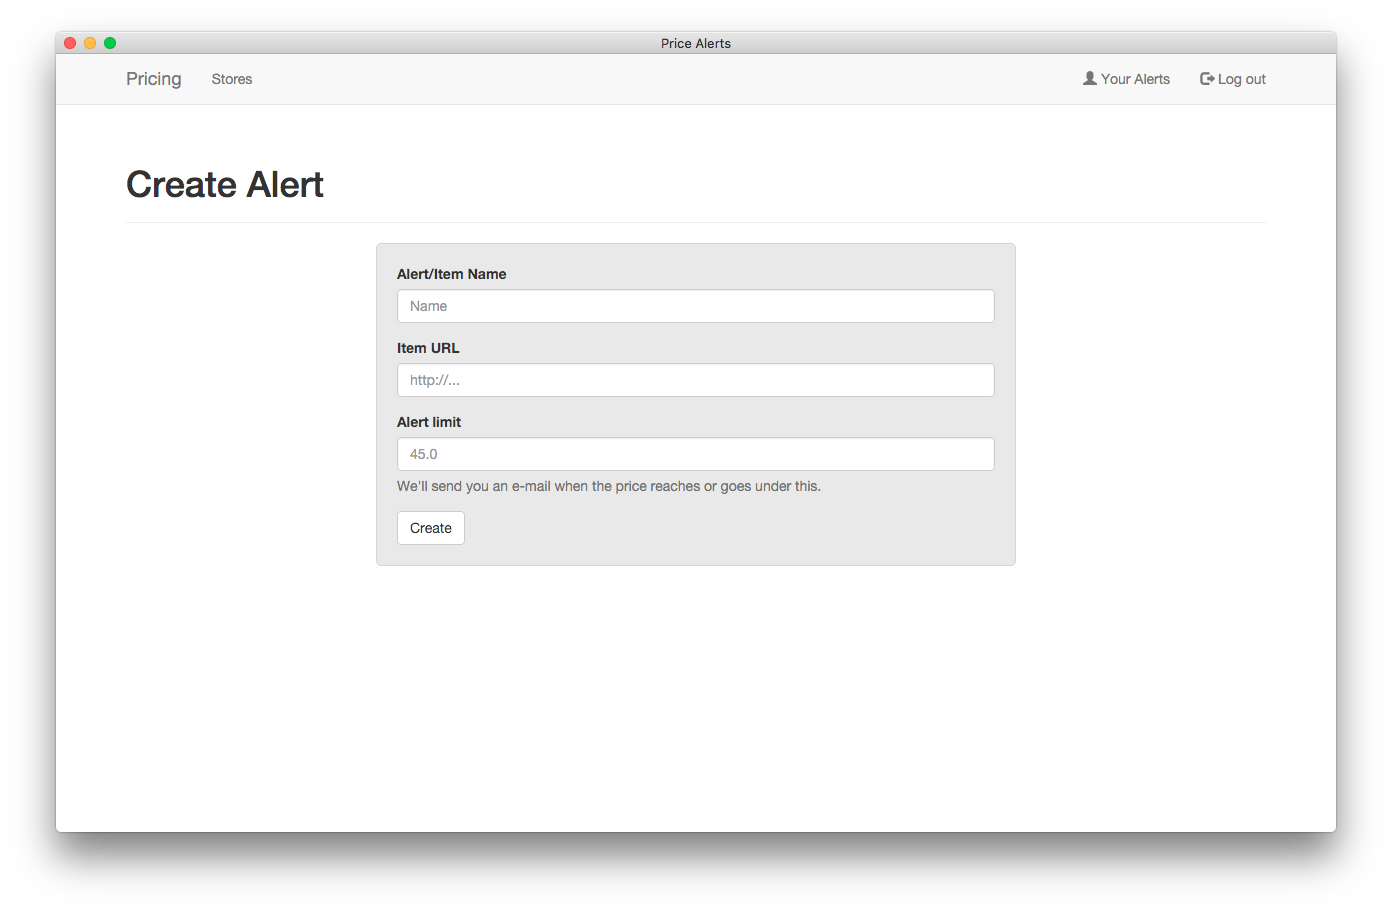 Price Alerts
Pricing Stores Your Alerts Log out
Create Alert
Alert/Item Name
Name
Item URL
http://...
Alert limit
45.0
We'll send you an e-mail when the price reaches or goes under this.
Create